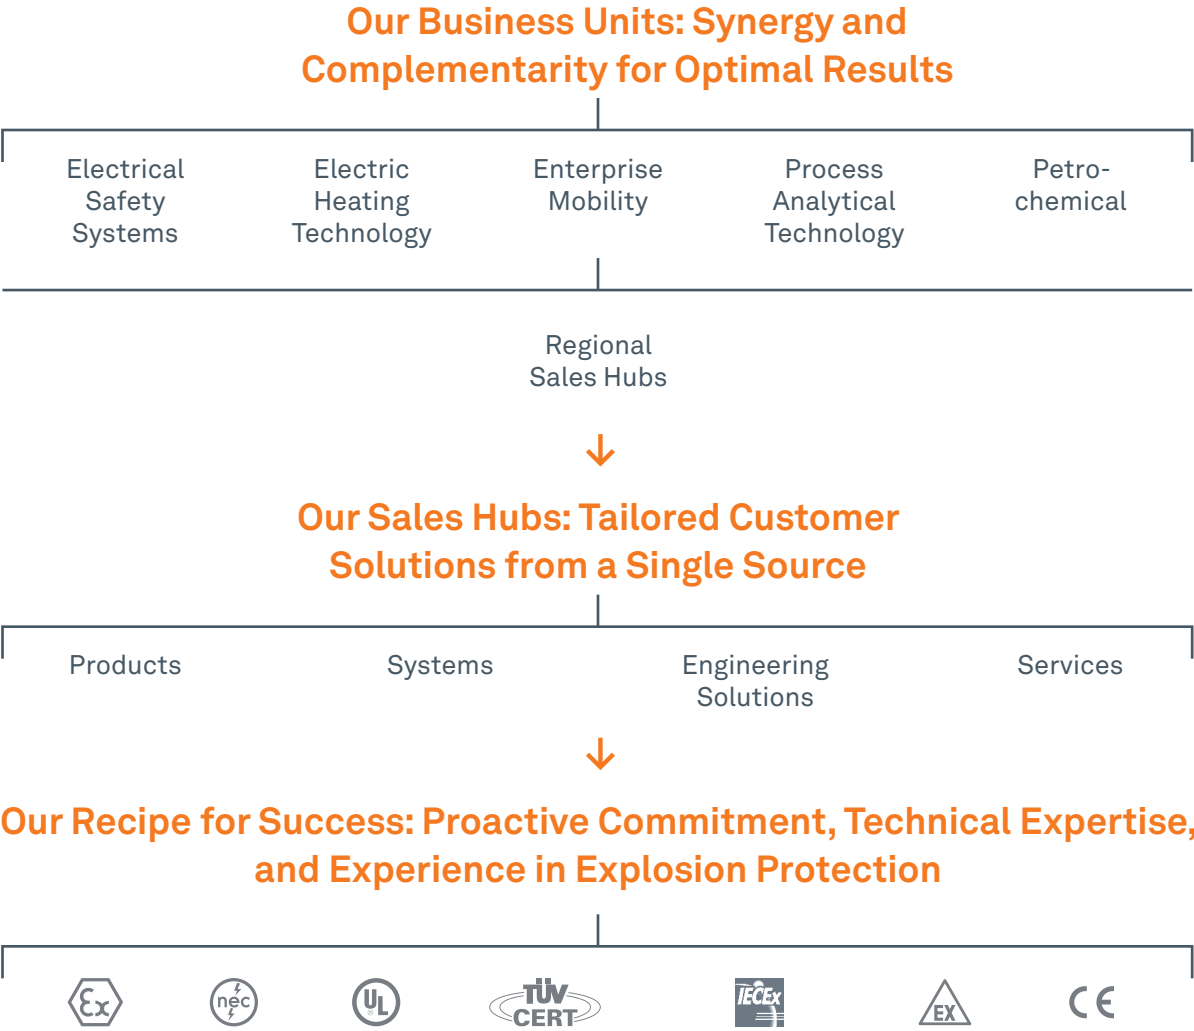 Our Business Units: Synergy and
Complementarity for Optimal Results
Electrical
Safety
Systems
Electric
Heating
Technology
Enterprise
Mobility
Process
Analytical
Technology
Petro-
chemical
Regional
Sales Hubs
Our Sales Hubs: Tailored Customer
Solutions from a Single Source
Products
Systems
Engineering
Solutions
Services
Our Recipe for Success: Proactive Commitment, Technical Expertise,
and Experience in Explosion Protection
Ex
nec
UL
TÜV
CERT
IECEx
EX
CE